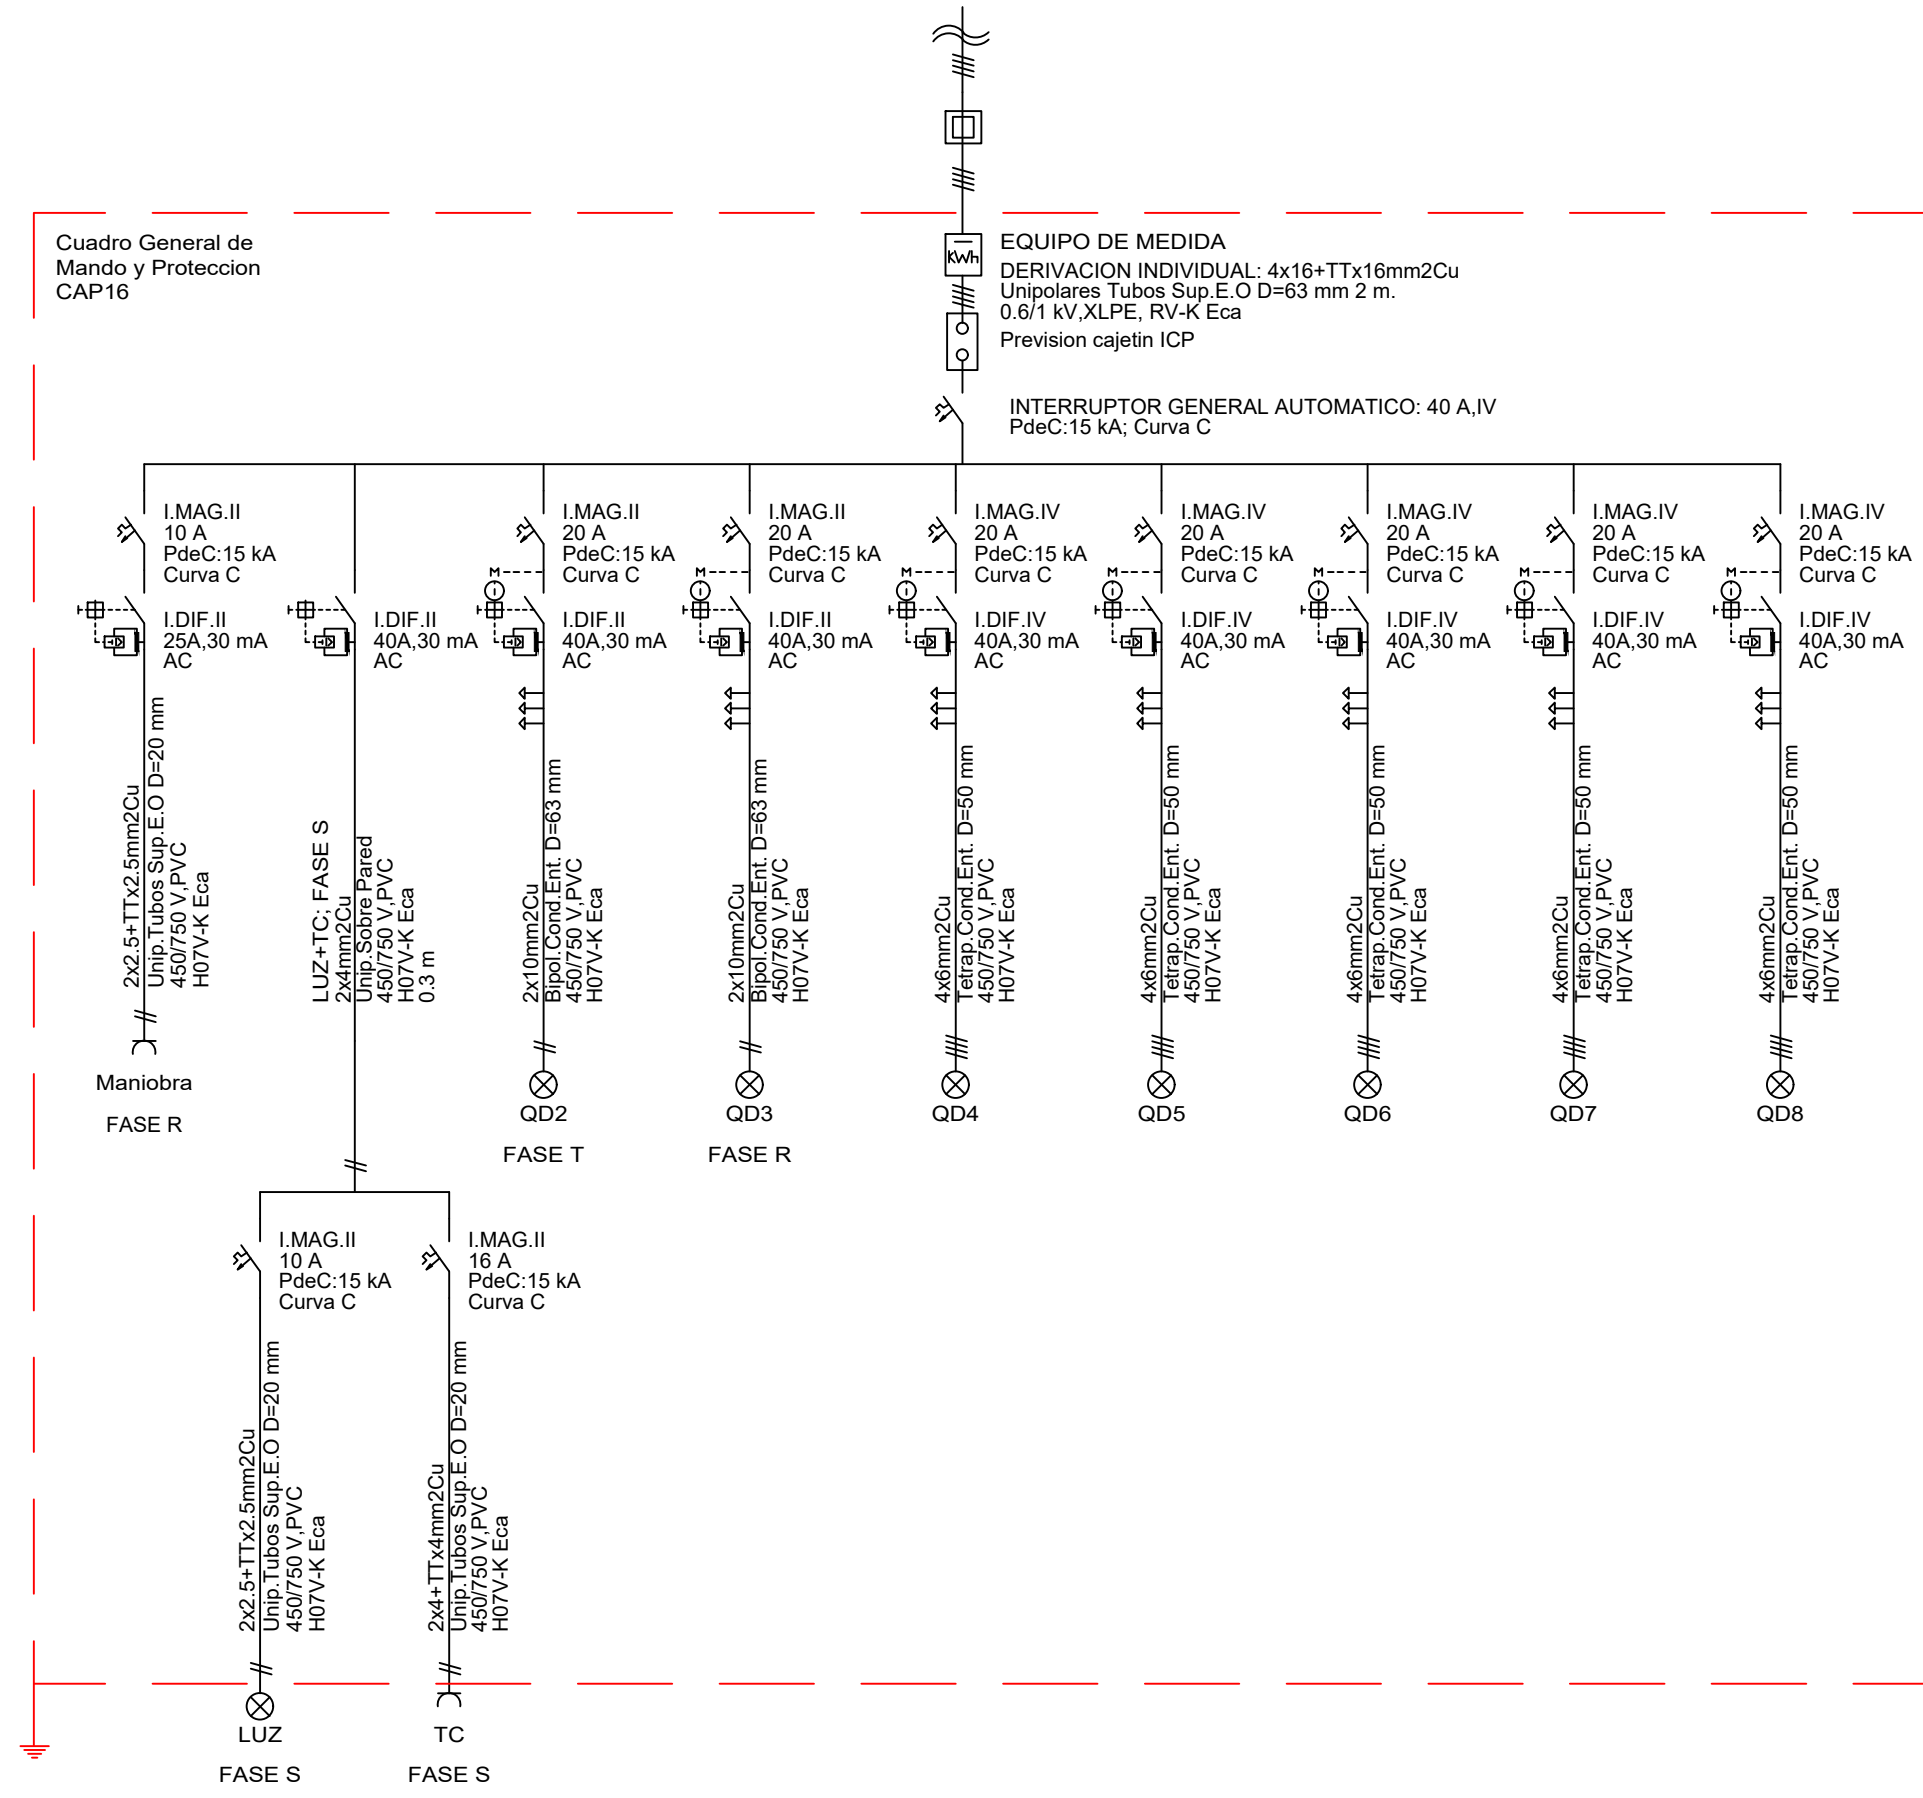 Cuadro General de
Mando y Proteccion
CAP16
kWh
EQUIPO DE MEDIDA
DERIVACION INDIVIDUAL: 4x16+TTx16mm2Cu
Unipolares Tubos Sup.E.O D=63 mm 2 m.
0.6/1 kV,XLPE, RV-K Eca
Prevision cajetin ICP
INTERRUPTOR GENERAL AUTOMATICO: 40 A,IV
PdeC:15 kA; Curva C
I.MAG.II
10 A
PdeC:15 kA
Curva C
I.DIF.II
25A,30 mA
AC
2x2.5+TTx2.5mm2Cu
Unip.Tubos Sup.E.O D=20 mm
450/750 V,PVC
H07V-K Eca
Maniobra
FASE R
I.DIF.II
40A,30 mA
AC
LUZ+TC; FASE S
2x4mm2Cu
Unip.Sobre Pared
450/750 V,PVC
H07V-K Eca
0.3 m
I.MAG.II
20 A
PdeC:15 kA
Curva C
M
I.DIF.II
40A,30 mA
AC
2x10mm2Cu
Bipol.Cond.Ent. D=63 mm
450/750 V,PVC
H07V-K Eca
QD2
FASE T
I.MAG.II
20 A
PdeC:15 kA
Curva C
M
I.DIF.II
40A,30 mA
AC
2x10mm2Cu
Bipol.Cond.Ent. D=63 mm
450/750 V,PVC
H07V-K Eca
QD3
FASE R
I.MAG.IV
20 A
PdeC:15 kA
Curva C
M
I.DIF.IV
40A,30 mA
AC
4x6mm2Cu
Tetrap.Cond.Ent. D=50 mm
450/750 V,PVC
H07V-K Eca
QD4
I.MAG.IV
20 A
PdeC:15 kA
Curva C
M
I.DIF.IV
40A,30 mA
AC
4x6mm2Cu
Tetrap.Cond.Ent. D=50 mm
450/750 V,PVC
H07V-K Eca
QD5
I.MAG.IV
20 A
PdeC:15 kA
Curva C
M
I.DIF.IV
40A,30 mA
AC
4x6mm2Cu
Tetrap.Cond.Ent. D=50 mm
450/750 V,PVC
H07V-K Eca
QD6
I.MAG.IV
20 A
PdeC:15 kA
Curva C
M
I.DIF.IV
40A,30 mA
AC
4x6mm2Cu
Tetrap.Cond.Ent. D=50 mm
450/750 V,PVC
H07V-K Eca
QD7
I.MAG.IV
20 A
PdeC:15 kA
Curva C
M
I.DIF.IV
40A,30 mA
AC
4x6mm2Cu
Tetrap.Cond.Ent. D=50 mm
450/750 V,PVC
H07V-K Eca
QD8
I.MAG.II
10 A
PdeC:15 kA
Curva C
2x2.5+TTx2.5mm2Cu
Unip.Tubos Sup.E.O D=20 mm
450/750 V,PVC
H07V-K Eca
LUZ
FASE S
I.MAG.II
16 A
PdeC:15 kA
Curva C
2x4+TTx4mm2Cu
Unip.Tubos Sup.E.O D=20 mm
450/750 V,PVC
H07V-K Eca
TC
FASE S